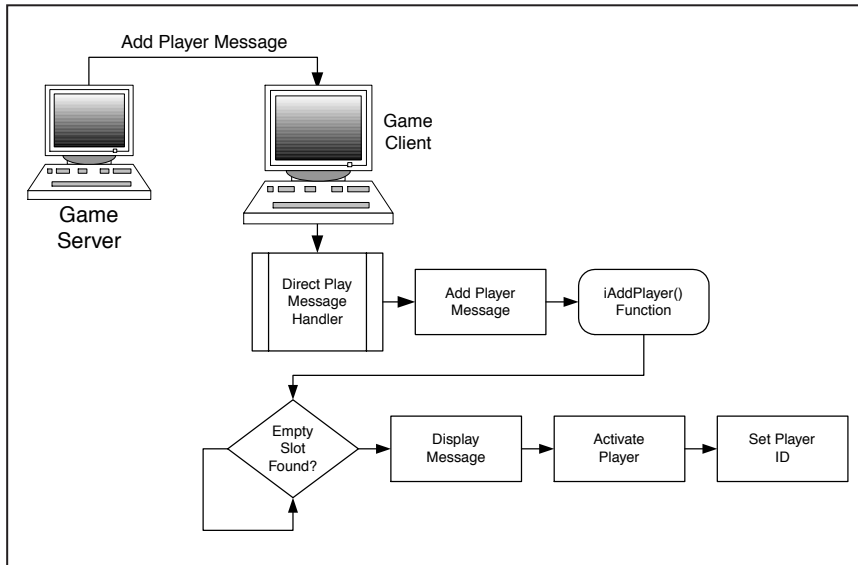 Add Player Message
Game
Client
Game
Server
Direct Play
Message
Handler
Add Player
Message
iAddPlayer()
Function
Empty
Slot
Found?
Display
Message
Activate
Player
Set Player
ID